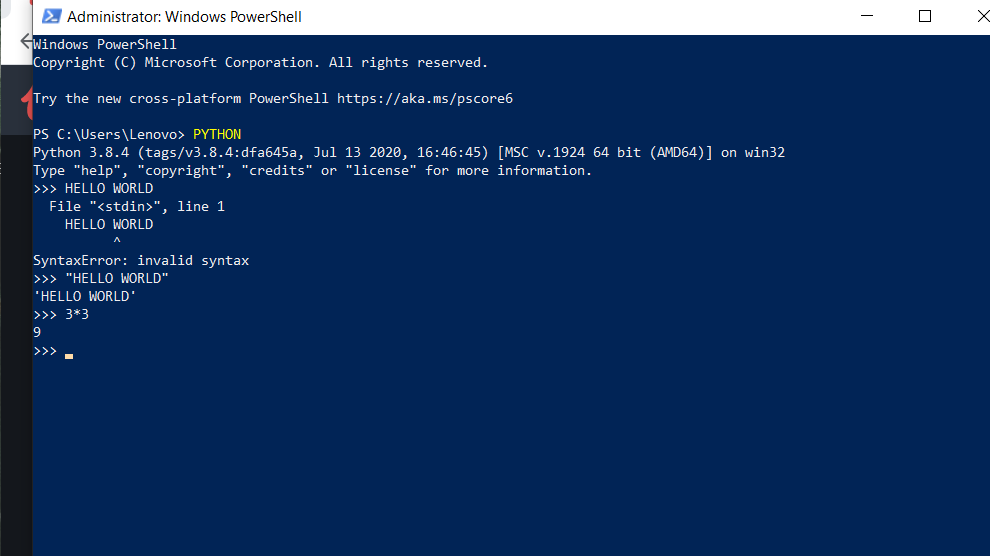 Administrator: Windows PowerShell
Windows PowerShell
Copyright (C) Microsoft Corporation. All rights reserved.
Try the new cross-platform PowerShell https://aka.ms/pscore6
PS C:\Users\Lenovo> PYTHON
Python 3.8.4 (tags/v3.8.4:dfa645a, Jul 13 2020, 16:46:45) [MSC v.1924 64 bit (AMD64)] on win32
Type "help", "copyright", "credits" or "license" for more information.
>>> HELLO WORLD
  File "<stdin>", line 1
    HELLO WORLD
          ^
SyntaxError: invalid syntax
>>> "HELLO WORLD"
'HELLO WORLD'
>>> 3*3
9
>>>